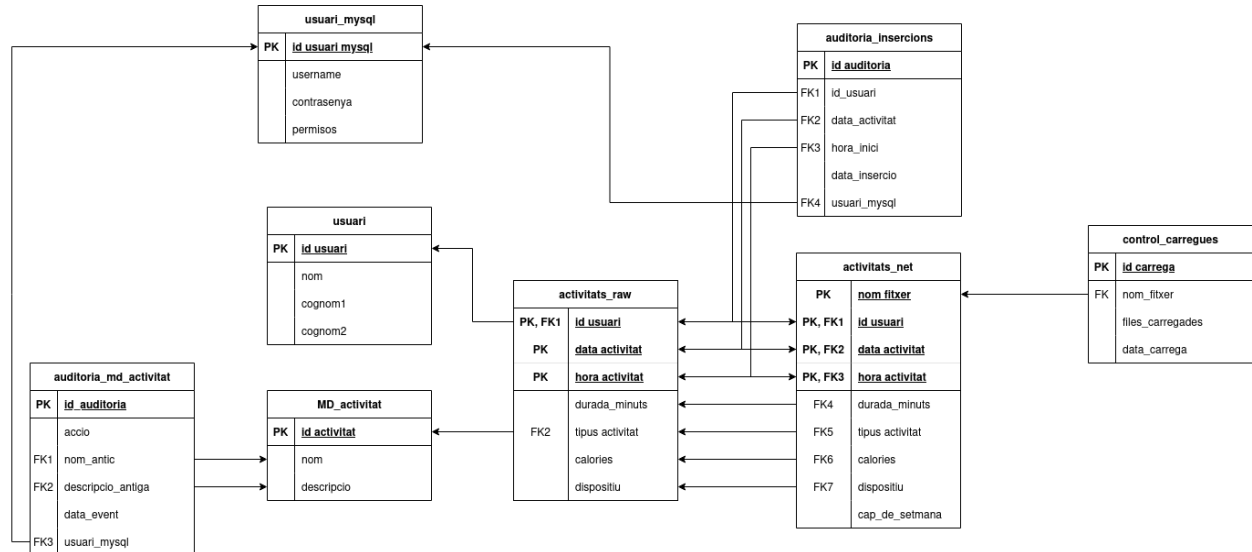 usuari_mysql
PK id usuari mysql
username
contrasenya
permisos
auditoria_insercions
PK id auditoria
FK1 id_usuari
FK2 data_activitat
FK3 hora_inici
data_insercio
FK4 usuari_mysql
usuari
PK id usuari
nom
cognom1
cognom2
control_carregues
PK id carrega
FK nom_fitxer
files_carregades
data_carrega
activitats_net
PK nom fitxer
PK, FK1 id usuari
PK, FK2 data activitat
PK, FK3 hora activitat
FK4 durada_minuts
FK5 tipus activitat
FK6 calories
FK7 dispositiu
cap_de_setmana
activitats_raw
PK, FK1 id usuari
PK data activitat
PK hora activitat
durada_minuts
FK2 tipus activitat
calories
dispositiu
auditoria_md_activitat
PK id_auditoria
accio
FK1 nom_antic
FK2 descripcio_antiga
data_event
FK3 usuari_mysql
MD_activitat
PK id activitat
nom
descripcio